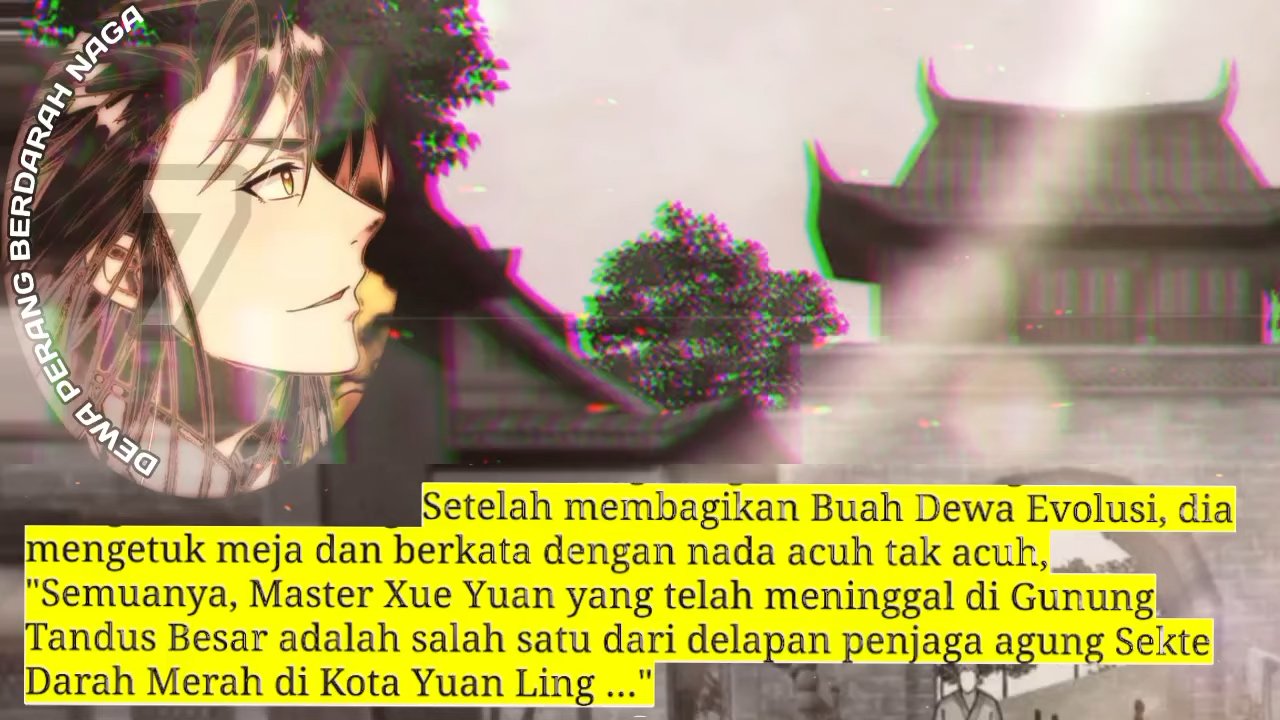 DEWA PERANG BERDARAH NAGA
Setelah membagikan Buah Dewa Evolusi, dia
mengetuk meja dan berkata dengan nada acuh tak acuh,
"Semuanya, Master Xue Yuan yang telah meninggal di Gunung
Tandus Besar adalah salah satu dari delapan penjaga agung Sekte
Darah Merah di Kota Yuan Ling ..."